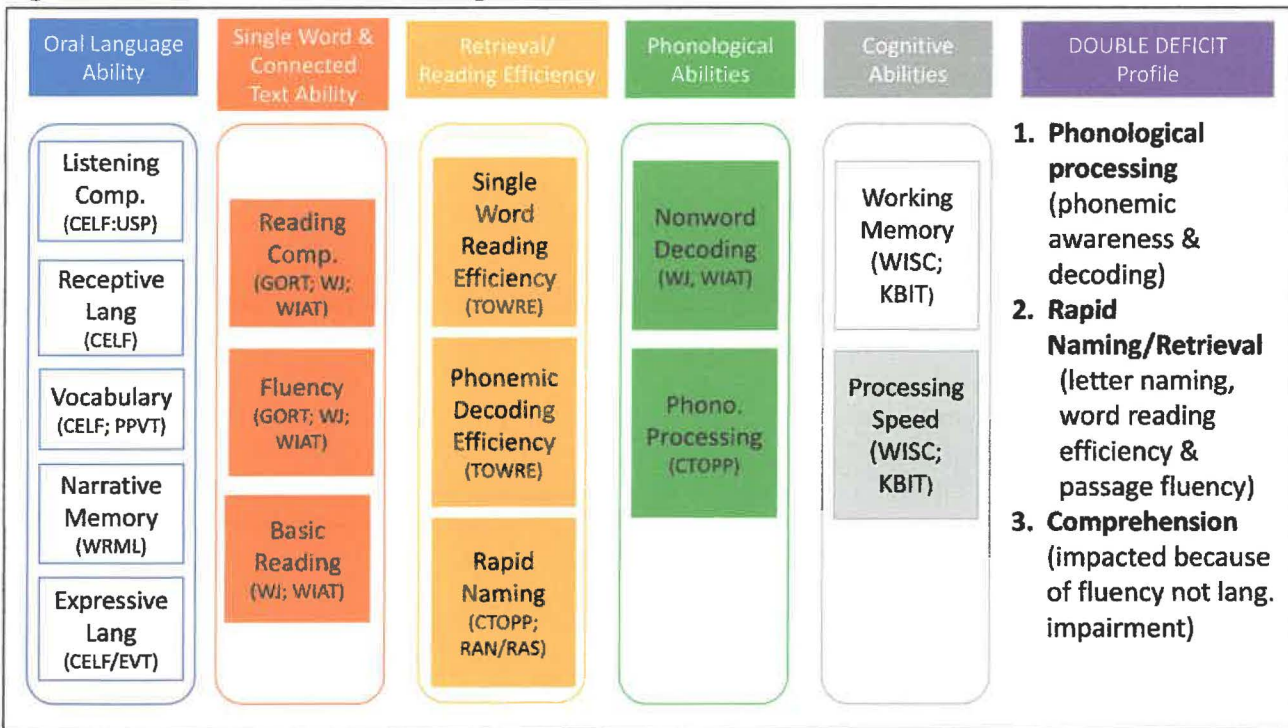 Oral Language
Ability
Listening
Comp.
(CELF:USP)
Receptive
Lang
(CELF)
Vocabulary
(CELF; PPVT)
Narrative
Memory
(WRML)
Expressive
Lang
(CELF/EVT)
Single Word &
Connected
Text Ability
Reading
Comp.
(GORT; WJ;
WIAT)
Fluency
(GORT; WJ;
WIAT)
Basic
Reading
(WJ; WIAT)
Retrieval/
Reading Efficiency
Single
Word
Reading
Efficiency
(TOWRE)
Phonemic
Decoding
Efficiency
(TOWRE)
Rapid
Naming
(CTOPP;
RAN/RAS)
Phonological
Abilities
Nonword
Decoding
(WJ, WIAT)
Phono.
Processing
(CTOPP)
Cognitive
Abilities
Working
Memory
(WISC;
KBIT)
Processing
Speed
(WISC;
KBIT)
DOUBLE DEFICIT
Profile
1. Phonological
processing
(phonemic
awareness &
decoding)
2. Rapid
Naming/Retrieval
(letter naming,
word reading
efficiency &
passage fluency)
3. Comprehension
(impacted because
of fluency not lang.
impairment)